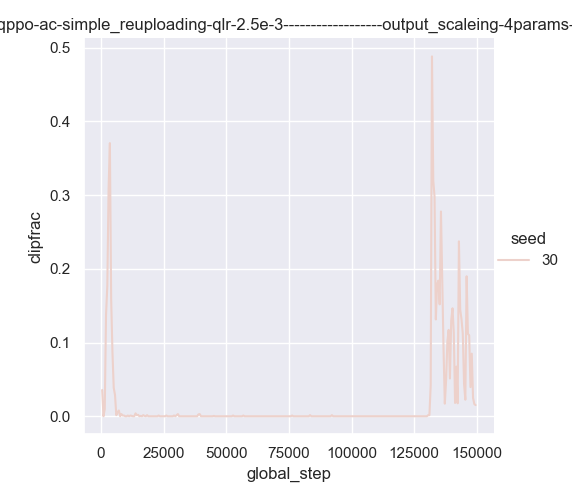 qppo-ac-simple_reuploading-qlr-2.5e-3------------------output_scaleing-4params-
0.5
0.4
0.3
0.2
0.1
0.0
clipfrac
seed
30
0 25000 50000 75000 100000 125000 150000
global_step